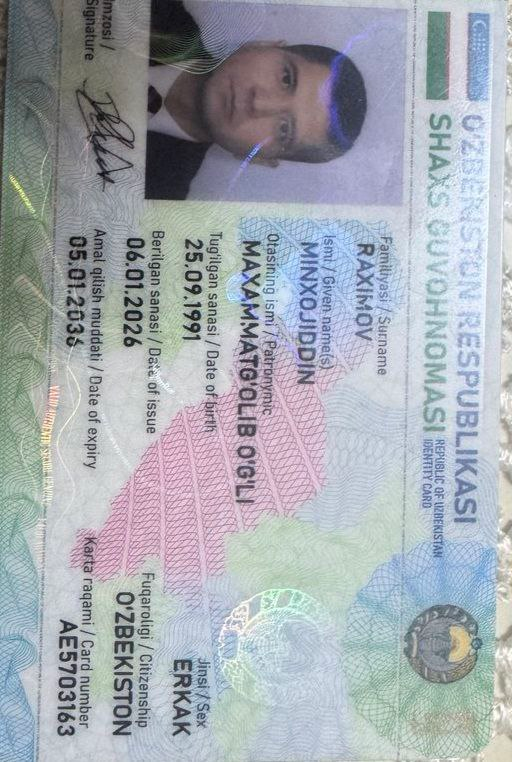 O'ZBEKISTON RESPUBLIKASI
SHAXS GUVOHNOMASI
REPUBLIC OF UZBEKISTAN
IDENTITY CARD
Familiyasi / Surname
RAXIMOV
Ismi / Given name(s)
MINXOJIDDIN
Otasining ismi / Patronymic
MAXAMMATG'OLIB O'G'LI
Tug'ilgan sanasi / Date of birth
25.09.1991
Jinsi / Sex
ERKAK
Berilgan sanasi / Date of issue
06.01.2026
Fuqaroligi / Citizenship
O'ZBEKISTON
Amal qilish muddati / Date of expiry
05.01.2036
Karta raqami / Card number
AE5703163
Imzosi /
Signature